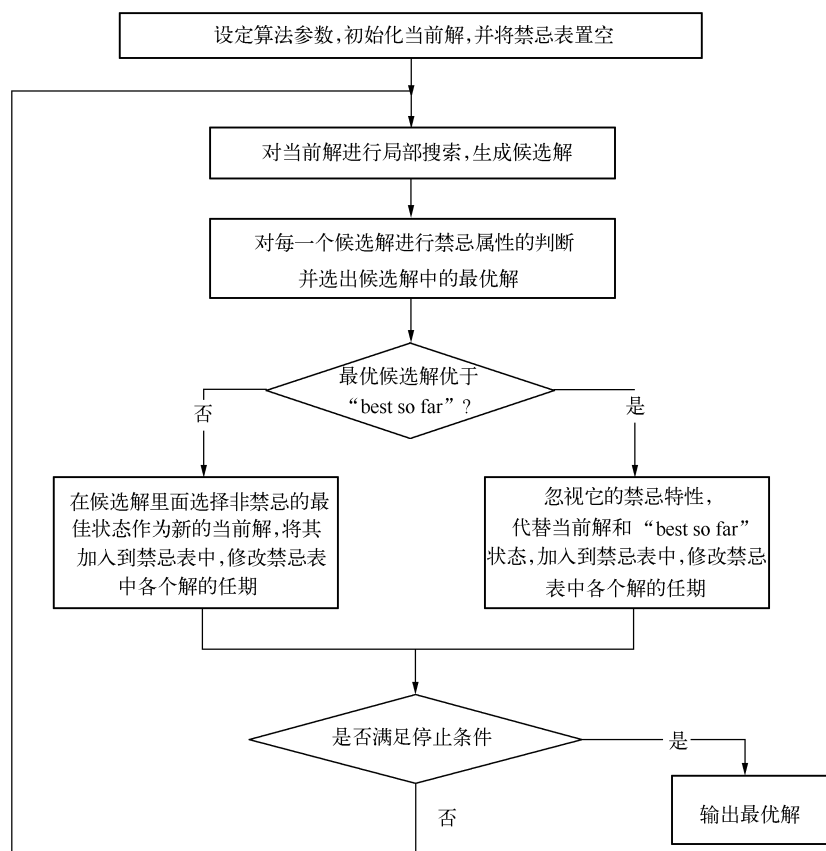 设定算法参数,初始化当前解,并将禁忌表置空
对当前解进行局部搜索,生成候选解
对每一个候选解进行禁忌属性的判断
并选出候选解中的最优解
最优候选解优于
“best so far”?
否
是
在候选解里面选择非禁忌的最
佳状态作为新的当前解,将其
加入到禁忌表中,修改禁忌表
中各个解的任期
忽视它的禁忌特性,
代替当前解和“best so far”
状态,加入到禁忌表中,修改禁忌
表中各个解的任期
是否满足停止条件
是
否
输出最优解